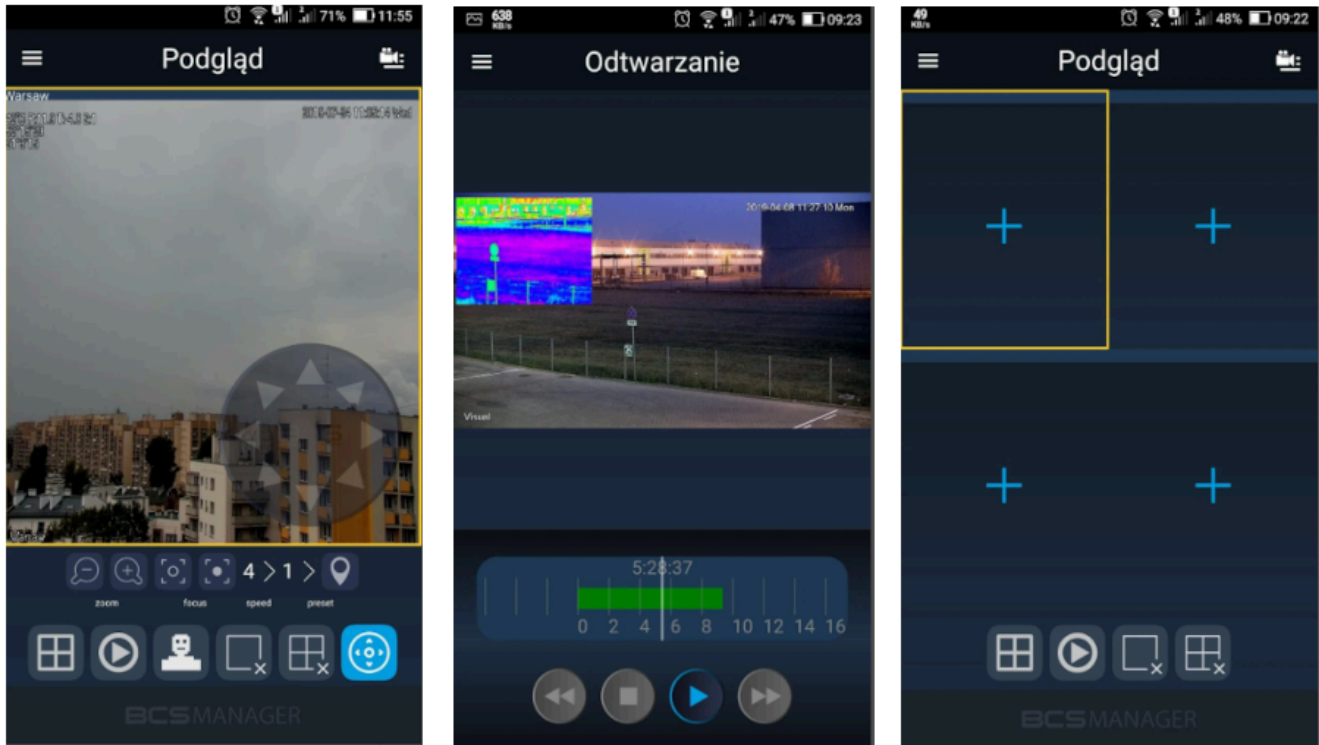 71% 11:55
Podgląd
Warsaw
Warsaw
4 > 1 >
zoom focus speed preset
BCS MANAGER
638
KB/s
47% 09:23
Odtwarzanie
2019-04-08 11:27:10 Mon
Visual
5:28:37
0 2 4 6 8 10 12 14 16
49
KB/s
48% 09:22
Podgląd
BCS MANAGER